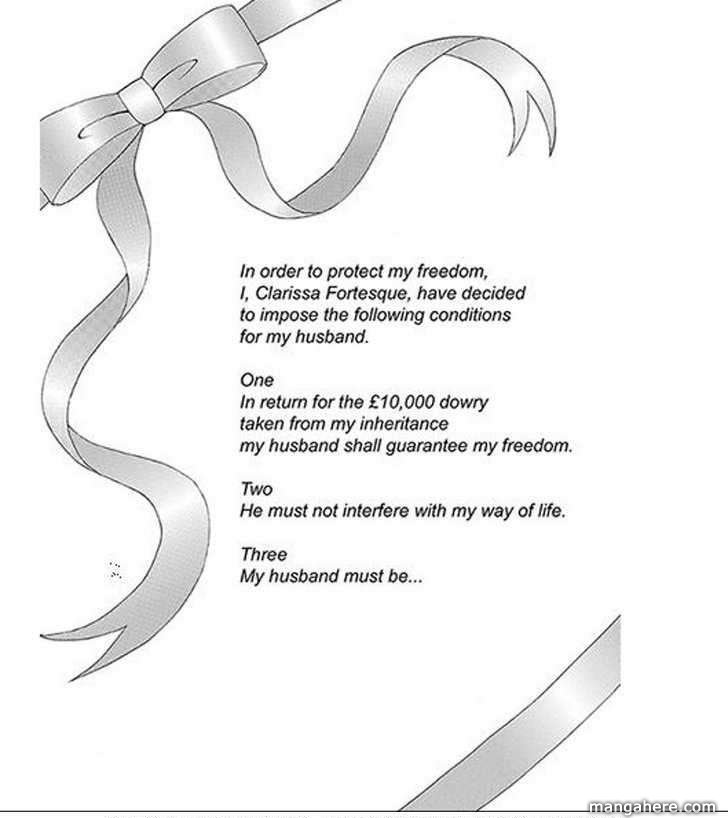 In order to protect my freedom,
I, Clarissa Fortesque, have decided
to impose the following conditions
for my husband.
One
In return for the £10,000 dowry
taken from my inheritance
my husband shall guarantee my freedom.
Two
He must not interfere with my way of life.
Three
My husband must be...
mangahere.com